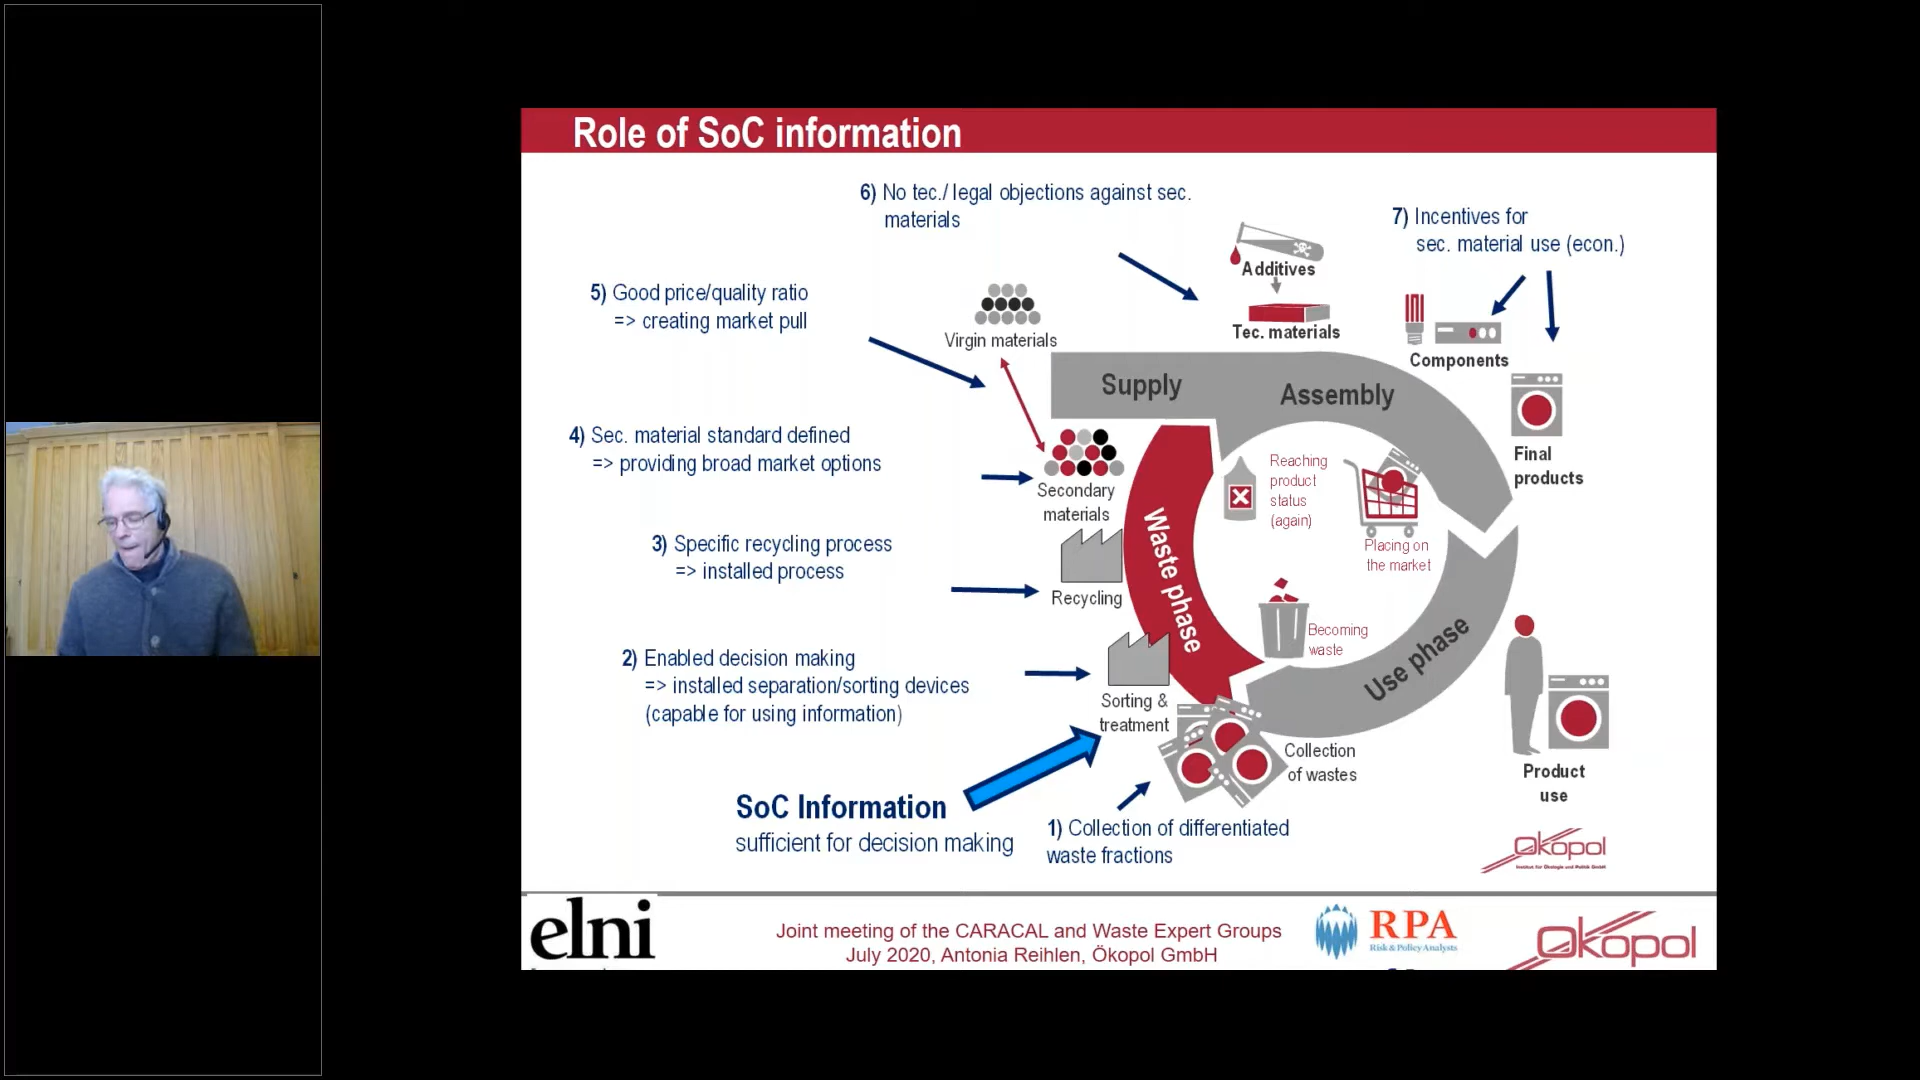 Role of SoC information
6) No tec./ legal objections against sec.
materials
7) Incentives for
sec. material use (econ.)
Additives
5) Good price/quality ratio
=> creating market pull
Virgin materials
Tec. materials
Components
Supply
Assembly
4) Sec. material standard defined
=> providing broad market options
Final
products
Reaching
product
status
(again)
Secondary
materials
Placing on
the market
3) Specific recycling process
=> installed process
Waste phase
Recycling
Becoming
waste
Use phase
2) Enabled decision making
=> installed separation/sorting devices
(capable for using information)
Sorting &
treatment
Collection
of wastes
Product
use
SoC Information
sufficient for decision making
1) Collection of differentiated
waste fractions
Ökopol
Institut für Ökologie und Politik GmbH
elni
Joint meeting of the CARACAL and Waste Expert Groups
July 2020, Antonia Reihlen, Ökopol GmbH
RPA
Risk & Policy Analysts
Ökopol